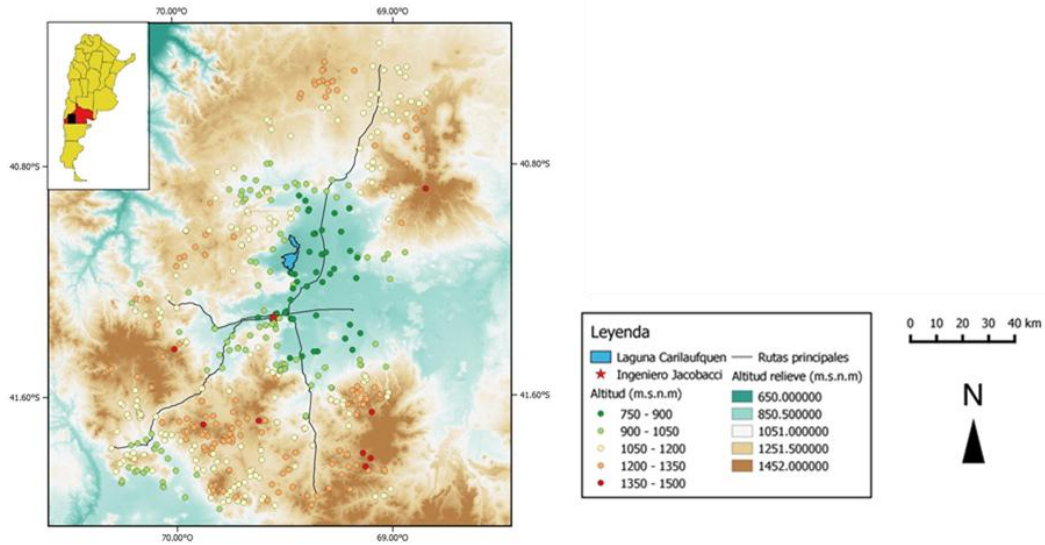 70.00°O 69.00°O
40.80°S 40.80°S
41.60°S 41.60°S
70.00°O 69.00°O
Leyenda
Laguna Carilaufquen
Ingeniero Jacobacci
Altitud (m.s.n.m)
750 - 900
900 - 1050
1050 - 1200
1200 - 1350
1350 - 1500
Rutas principales
Altitud relieve (m.s.n.m)
650.000000
850.500000
1051.000000
1251.500000
1452.000000
0 10 20 30 40 km
N